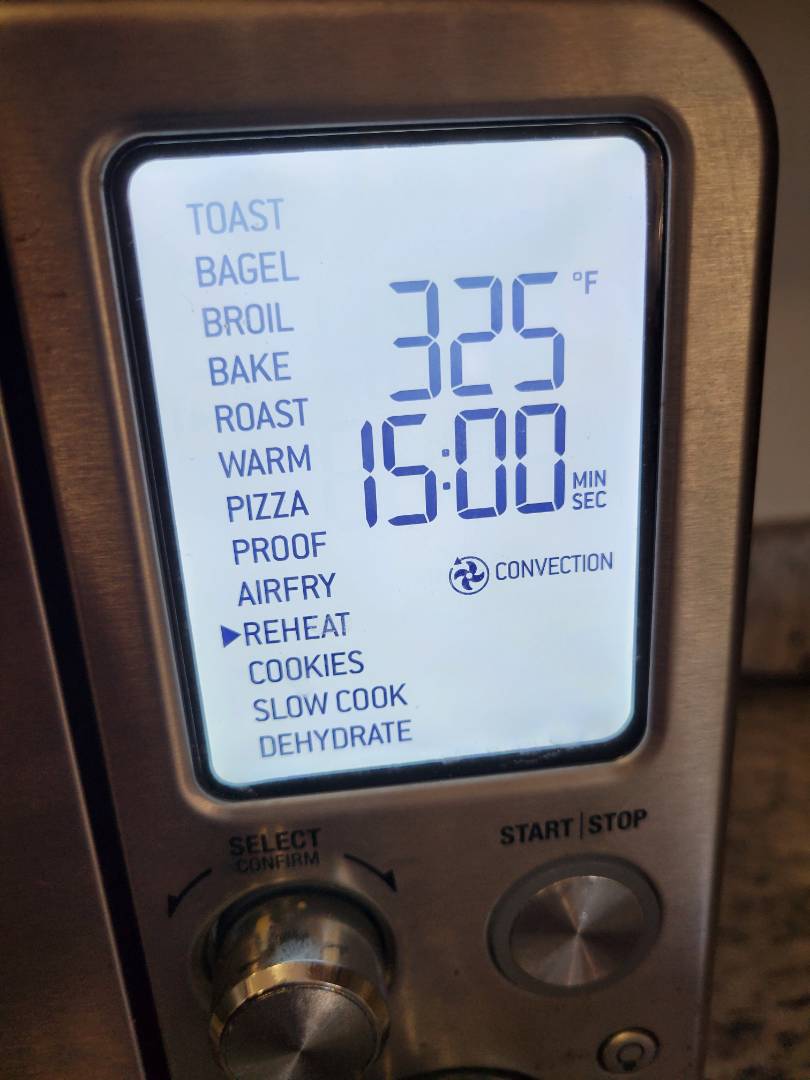 TOAST
BAGEL
BROIL
BAKE
ROAST
WARM
PIZZA
PROOF
AIRFRY
REHEAT
COOKIES
SLOW COOK
DEHYDRATE
325 °F
15:00 MIN SEC
CONVECTION
SELECT
CONFIRM
START | STOP